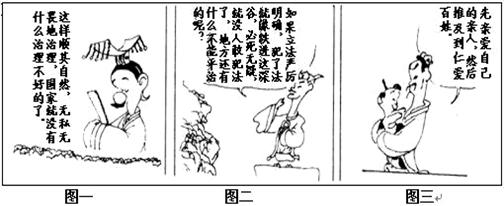 这样顺其自然，无私无
畏地治理，国家就没有
什么治理不好的了。
如果立法严厉
明确，犯了法
就像跌进这深
谷，必死无疑，
就没人敢犯法
了，地方还有
什么不能平治
的呢？
先亲爱自己
的亲人，然后
推及到仁爱
百姓。
图一
图二
图三